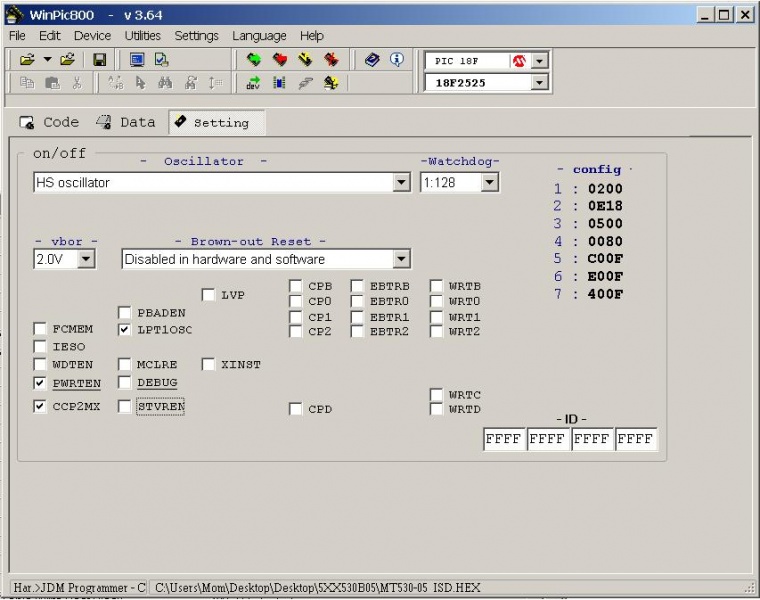 WinPic800 - v 3.64
File Edit Device Utilities Settings Language Help
PIC 18F
dev
18F2525
Code Data Setting
on/off
- Oscillator - -Watchdog- - config -
HS oscillator 1:128
1 : 0200
2 : 0E18
3 : 0500
4 : 0080
5 : C00F
6 : E00F
7 : 400F
- vbor - - Brown-out Reset -
2.0V Disabled in hardware and software
LVP CPB EBTRB WRTB
PBADEN CP0 EBTR0 WRT0
CP1 EBTR1 WRT1
FCMEM LPT1OSC CP2 EBTR2 WRT2
IESO
WDTEN MCLRE XINST
PWRTEN DEBUG
WRTC
CCP2MX STVREN CPD WRTD
- ID -
FFFF FFFF FFFF FFFF
Har.>JDM Programmer - C C:\Users\Mom\Desktop\Desktop\5XX530B05\MT530-05 ISD.HEX